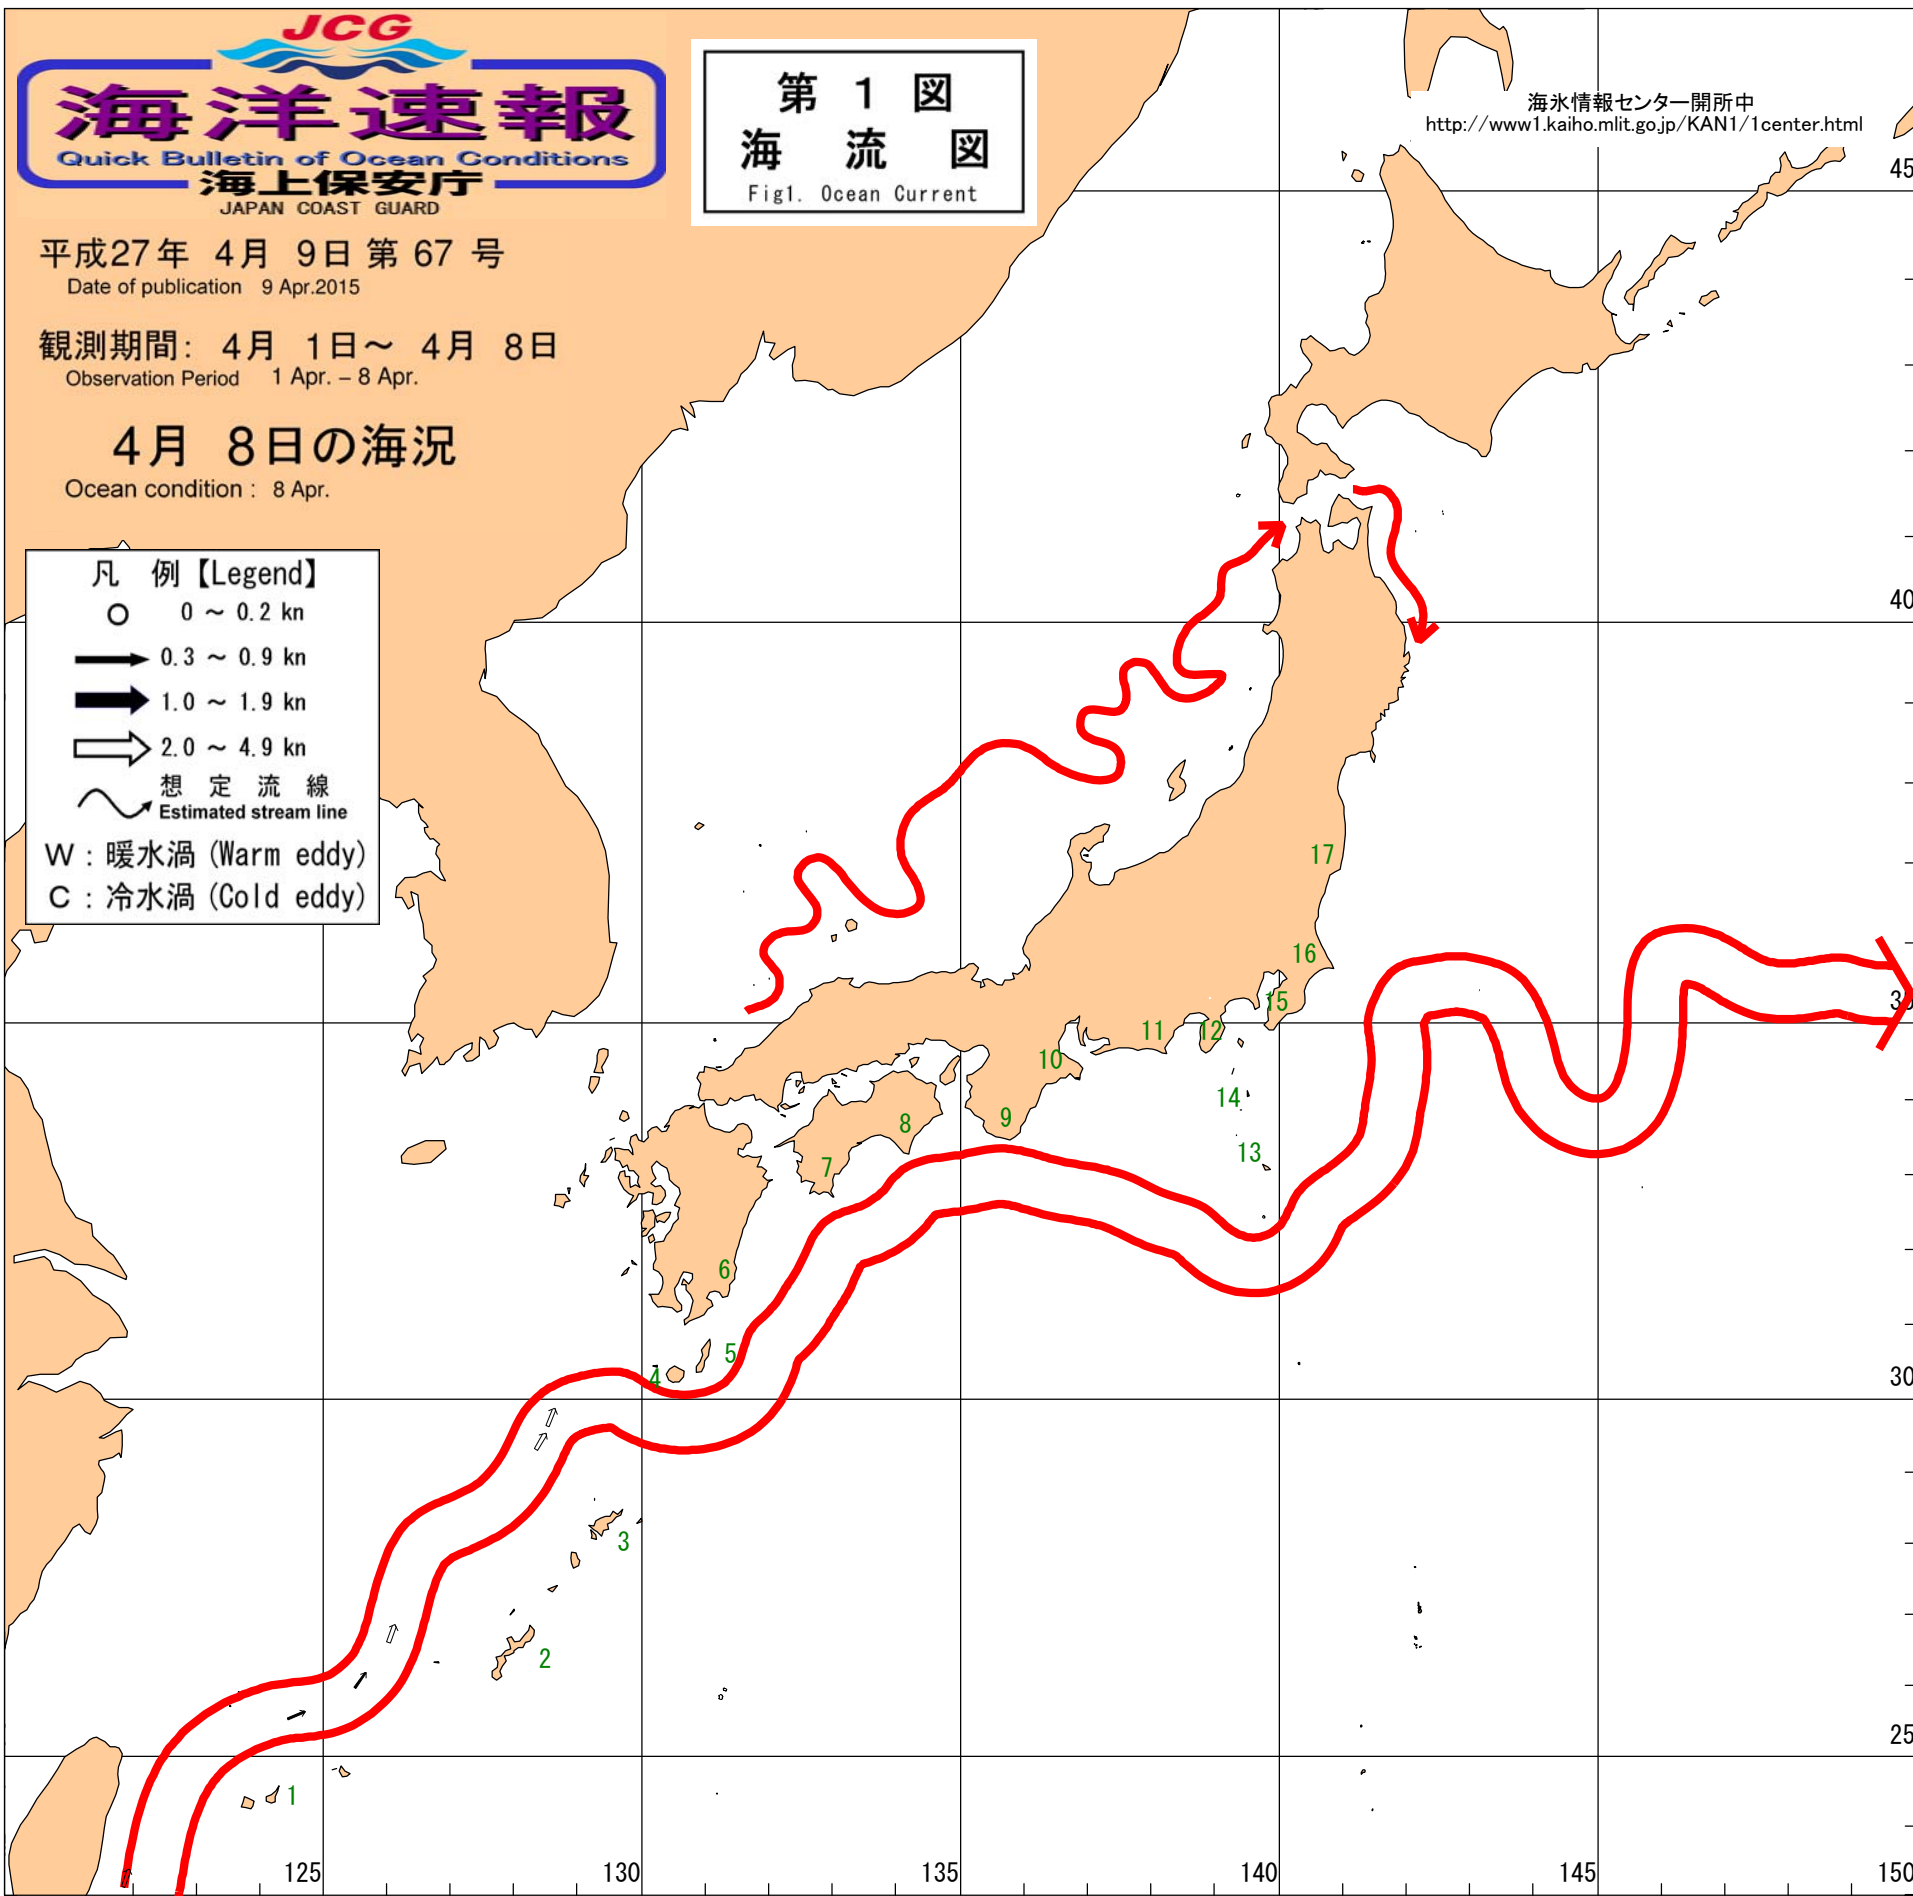 JCG
海洋速報
Quick Bulletin of Ocean Conditions
海上保安庁
JAPAN COAST GUARD
第 1 図
海 流 図
Fig1. Ocean Current
海氷情報センター開所中
http://www1.kaiho.mlit.go.jp/KAN1/1center.html
平成27年 4月 9日 第 67 号
Date of publication 9 Apr.2015
観測期間: 4月 1日～ 4月 8日
Observation Period 1 Apr. – 8 Apr.
4月 8日の海況
Ocean condition : 8 Apr.
凡 例【Legend】
0 ～ 0.2 kn
0.3 ～ 0.9 kn
1.0 ～ 1.9 kn
2.0 ～ 4.9 kn
想 定 流 線
Estimated stream line
W : 暖水渦 (Warm eddy)
C : 冷水渦 (Cold eddy)
45
40
17
16
15
12
11
10
14
9
8
13
7
6
5
4
30
3
2
25
1
125
130
135
140
145
150